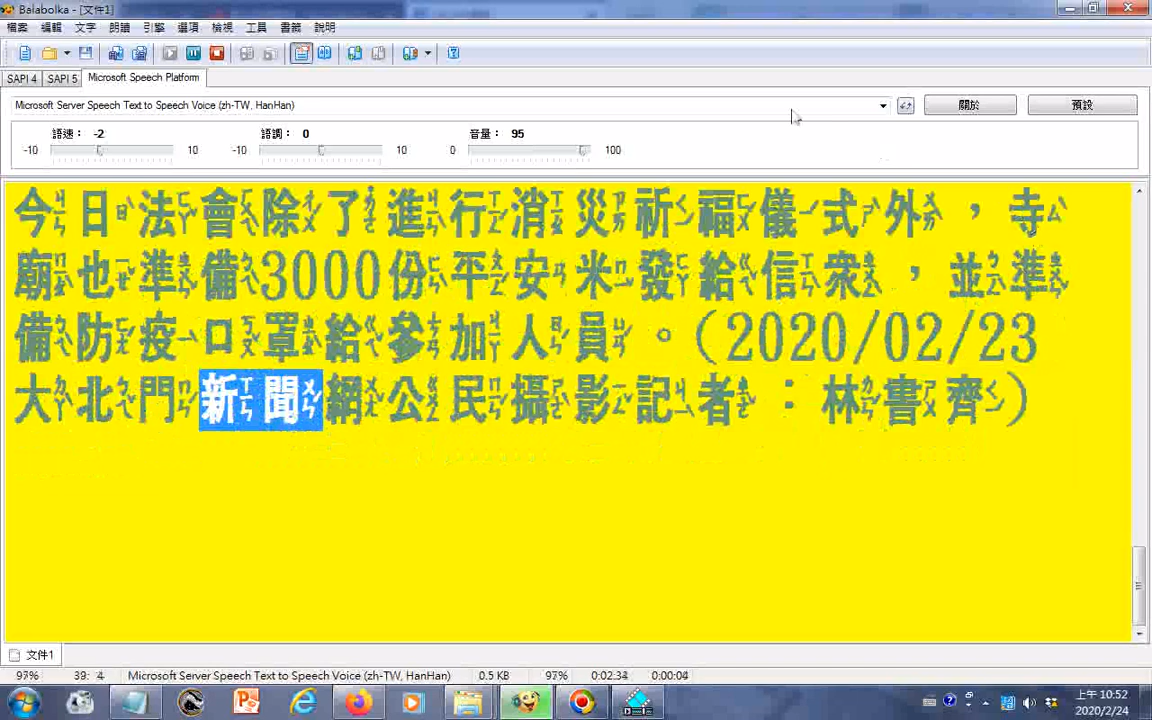 Balabolka - [文件1]
檔案 編輯 文字 朗讀 引擎 選項 檢視 工具 書籤 說明
SAPI 4 SAPI 5 Microsoft Speech Platform
Microsoft Server Speech Text to Speech Voice (zh-TW, HanHan) 關於 預設
語速： -2 語調： 0 音量： 95
-10 10 -10 10 0 100
今日法會除了進行消災祈福儀式外，寺
廟也準備3000份平安米發給信眾，並準
備防疫口罩給參加人員。(2020/02/23
大北門新聞網公民攝影記者：林書齊)
文件1
97% 39: 4 Microsoft Server Speech Text to Speech Voice (zh-TW, HanHan) 0.5 KB 97% 0:02:34 0:00:04
上午 10:52
2020/2/24